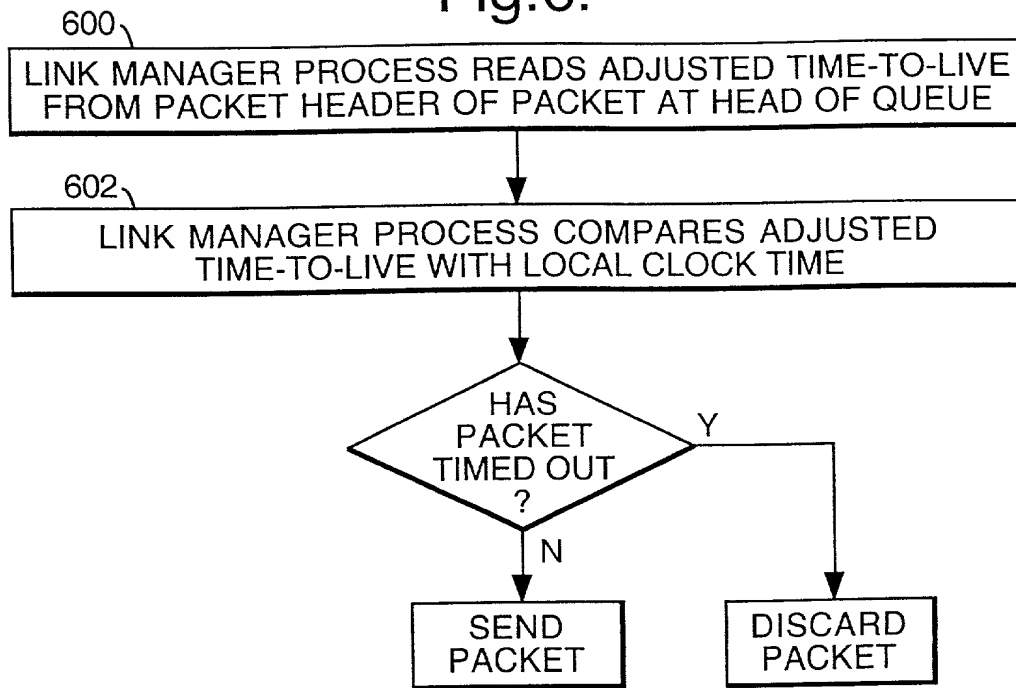 Fig.6.
600
LINK MANAGER PROCESS READS ADJUSTED TIME-TO-LIVE
FROM PACKET HEADER OF PACKET AT HEAD OF QUEUE
602
LINK MANAGER PROCESS COMPARES ADJUSTED
TIME-TO-LIVE WITH LOCAL CLOCK TIME
HAS
PACKET
TIMED OUT
?
Y
N
SEND
PACKET
DISCARD
PACKET